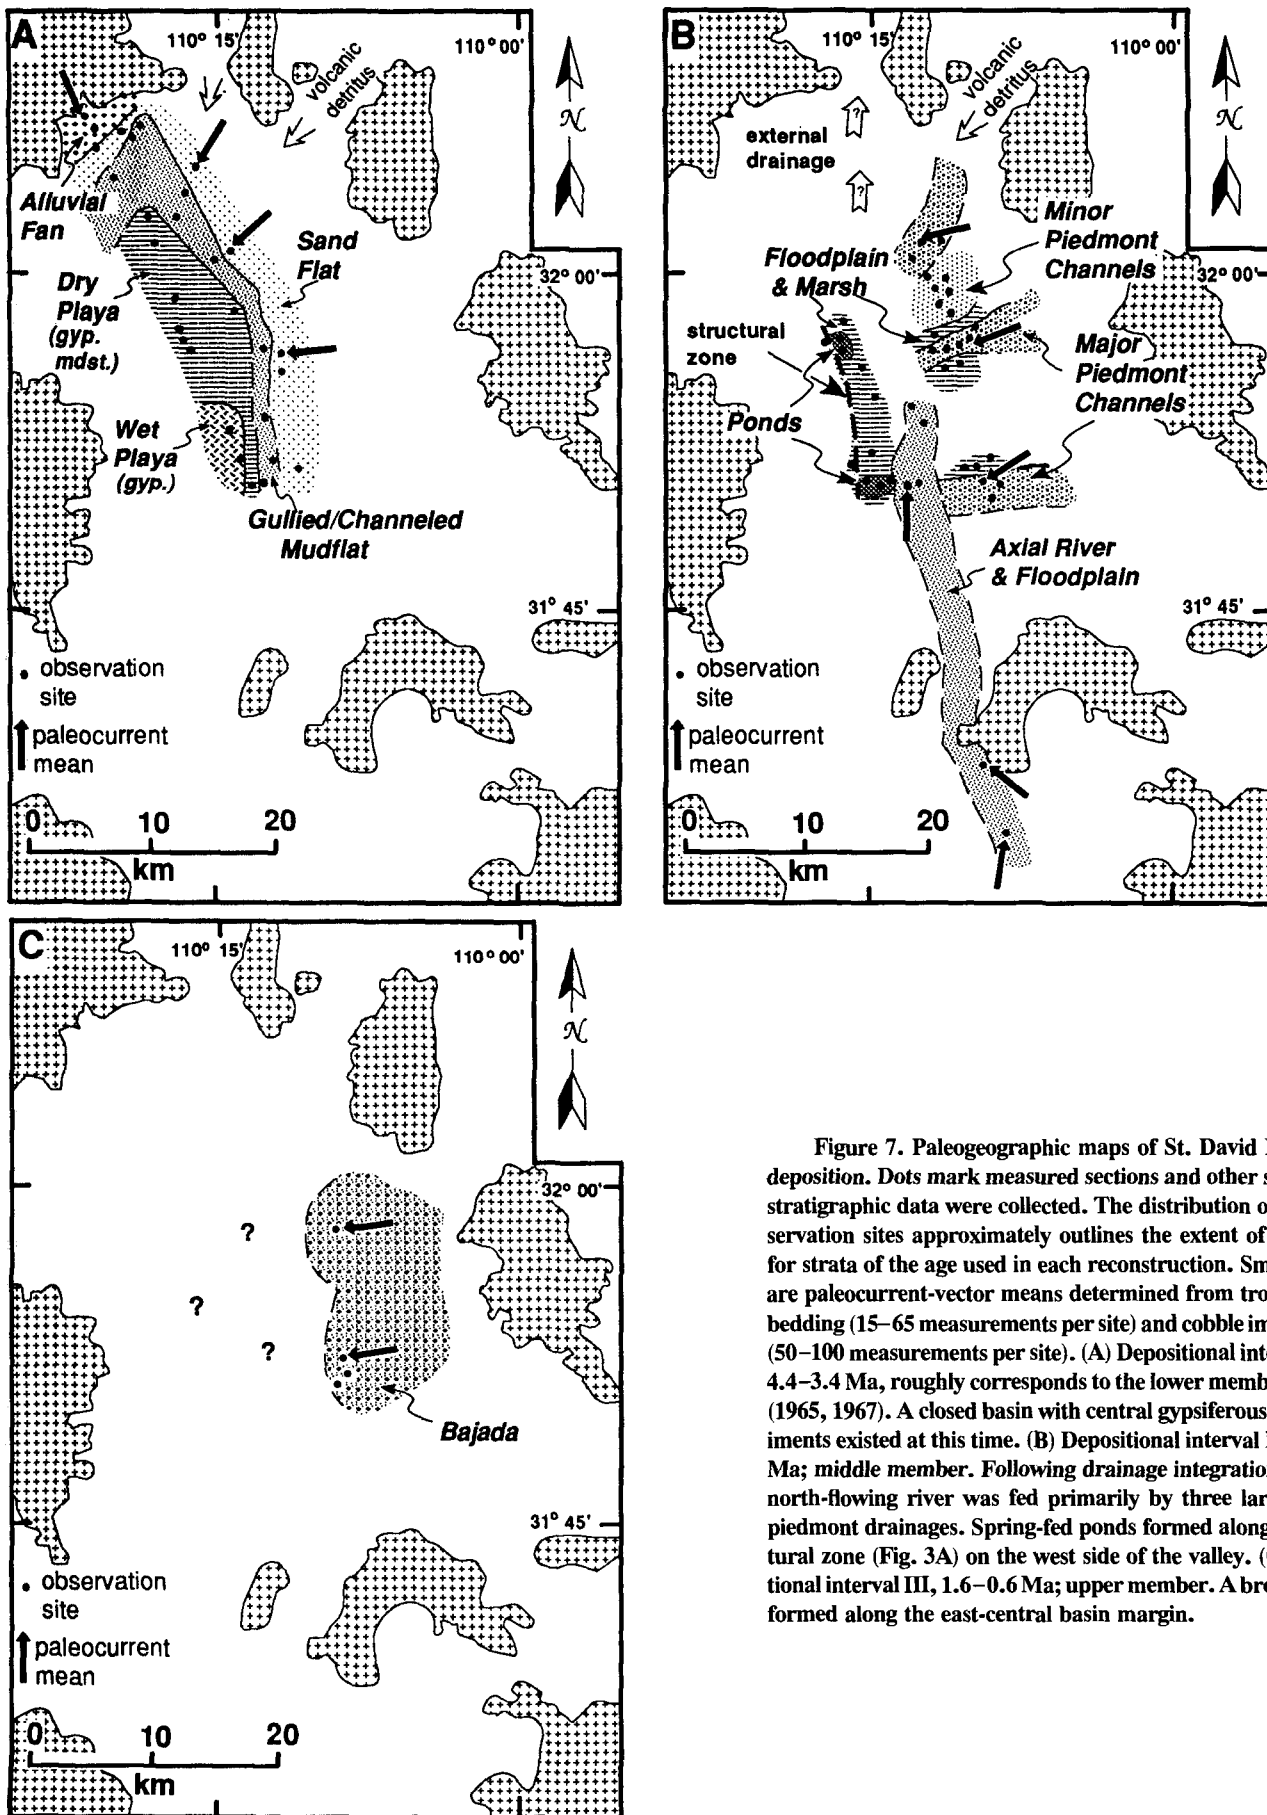 A
110° 15'
110° 00'
volcanic
detritus
N
Alluvial
Fan
Sand
Flat
32° 00'
Dry
Playa
(gyp.
mdst.)
Wet
Playa
(gyp.)
Gullied/Channeled
Mudflat
31° 45'
observation
site
paleocurrent
mean
0 10 20
km
B
110° 15'
110° 00'
volcanic
detritus
N
?
external
drainage
?
Minor
Piedmont
Channels
32° 00'
Floodplain
& Marsh
structural
zone
Major
Piedmont
Channels
Ponds
Axial River
& Floodplain
31° 45'
observation
site
paleocurrent
mean
0 10 20
km
C
110° 15'
110° 00'
N
32° 00'
?
?
?
Bajada
31° 45'
observation
site
paleocurrent
mean
0 10 20
km
Figure 7. Paleogeographic maps of St. David
deposition. Dots mark measured sections and other s
stratigraphic data were collected. The distribution o
servation sites approximately outlines the extent of
for strata of the age used in each reconstruction. Sm
are paleocurrent-vector means determined from tro
bedding (15–65 measurements per site) and cobble im
(50–100 measurements per site). (A) Depositional int
4.4–3.4 Ma, roughly corresponds to the lower memb
(1965, 1967). A closed basin with central gypsiferous
iments existed at this time. (B) Depositional interval
Ma; middle member. Following drainage integratio
north-flowing river was fed primarily by three lar
piedmont drainages. Spring-fed ponds formed along
tural zone (Fig. 3A) on the west side of the valley. (
tional interval III, 1.6–0.6 Ma; upper member. A bro
formed along the east-central basin margin.